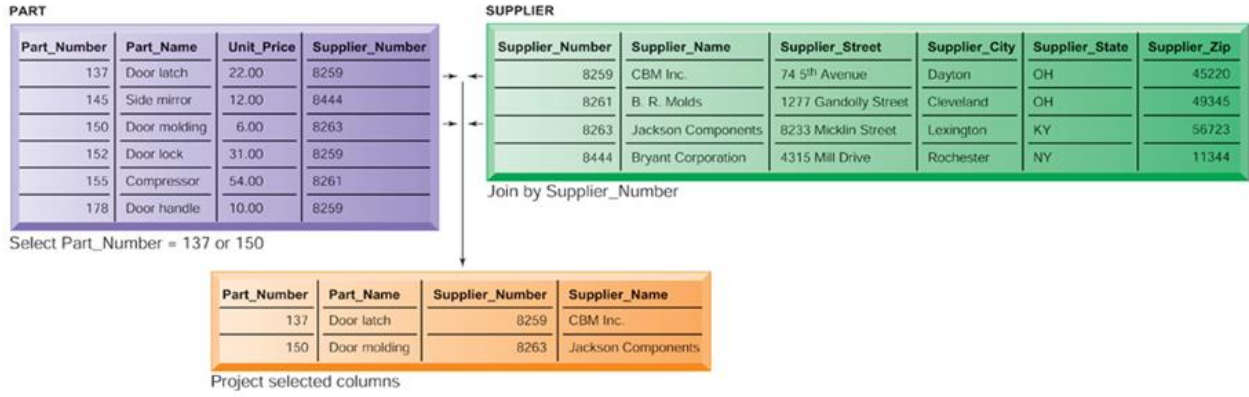 PART
Part_Number Part_Name Unit_Price Supplier_Number
137 Door latch 22.00 8259
145 Side mirror 12.00 8444
150 Door molding 6.00 8263
152 Door lock 31.00 8259
155 Compressor 54.00 8261
178 Door handle 10.00 8259
Select Part_Number = 137 or 150
SUPPLIER
Supplier_Number Supplier_Name Supplier_Street Supplier_City Supplier_State Supplier_Zip
8259 CBM Inc. 74 5th Avenue Dayton OH 45220
8261 B. R. Molds 1277 Gandolly Street Cleveland OH 49345
8263 Jackson Components 8233 Micklin Street Lexington KY 56723
8444 Bryant Corporation 4315 Mill Drive Rochester NY 11344
Join by Supplier_Number
Part_Number Part_Name Supplier_Number Supplier_Name
137 Door latch 8259 CBM Inc.
150 Door molding 8263 Jackson Components
Project selected columns